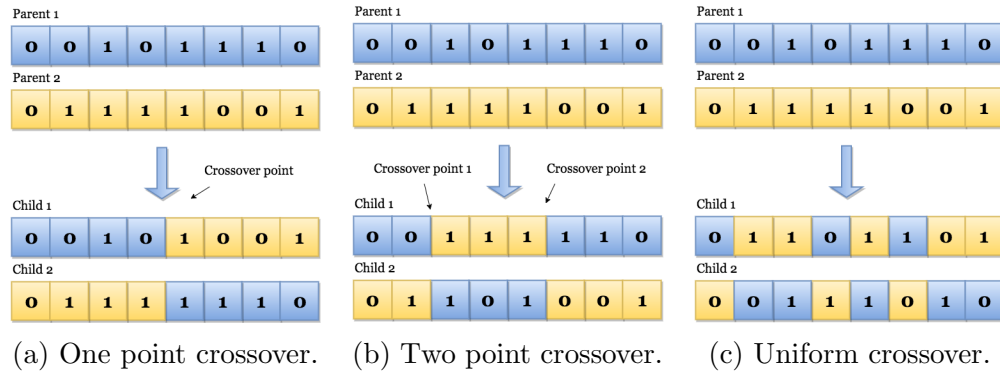 Parent 1
0 0 1 0 1 1 1 0
Parent 2
0 1 1 1 1 0 0 1
Crossover point
Child 1
0 0 1 0 1 0 0 1
Child 2
0 1 1 1 1 1 1 0
(a) One point crossover.
Parent 1
0 0 1 0 1 1 1 0
Parent 2
0 1 1 1 1 0 0 1
Crossover point 1
Crossover point 2
Child 1
0 0 1 1 1 1 1 0
Child 2
0 1 1 0 1 0 0 1
(b) Two point crossover.
Parent 1
0 0 1 0 1 1 1 0
Parent 2
0 1 1 1 1 0 0 1
Child 1
0 1 1 0 1 1 0 1
Child 2
0 0 1 1 1 0 1 0
(c) Uniform crossover.